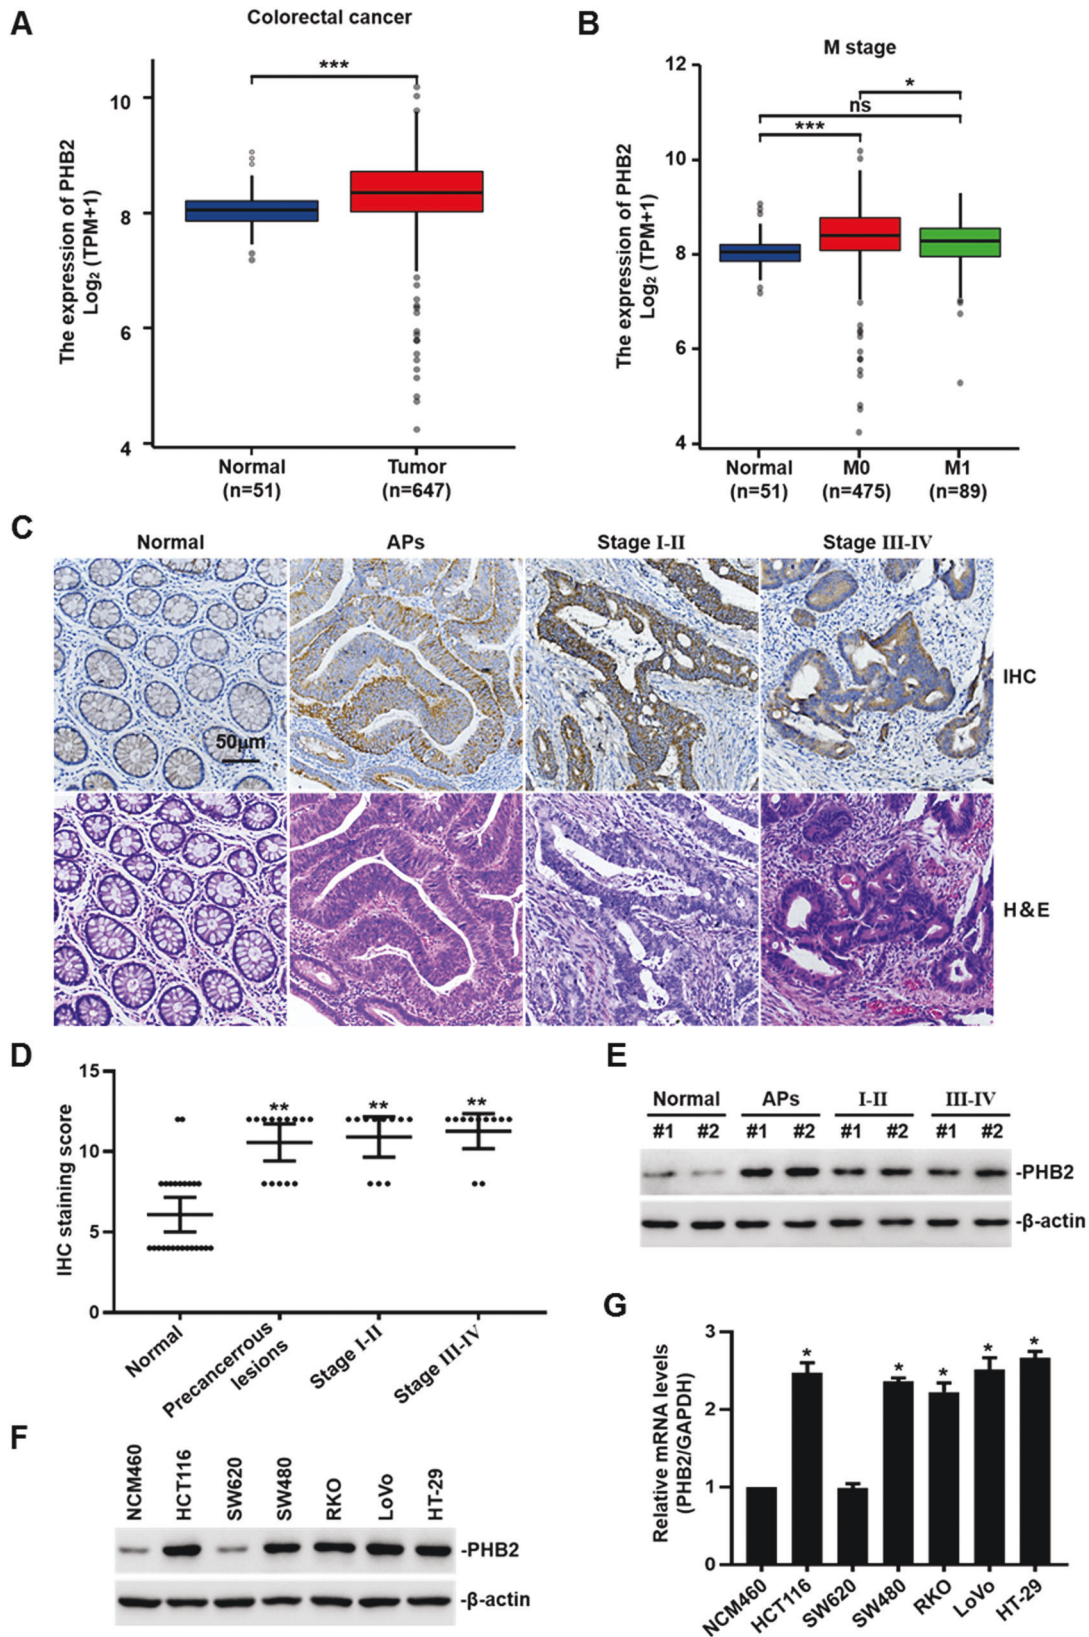 A
Colorectal cancer
The expression of PHB2
Log₂ (TPM+1)
10
8
6
4
***
Normal
(n=51)
Tumor
(n=647)
B
M stage
The expression of PHB2
Log₂ (TPM+1)
12
10
8
6
4
*
ns
***
Normal
(n=51)
M0
(n=475)
M1
(n=89)
C
Normal
APs
Stage I-II
Stage III-IV
50μm
IHC
H&E
D
IHC staining score
15
10
5
0
**
**
**
Normal
Precancerrous
lesions
Stage I-II
Stage III-IV
E
Normal
APs
I-II
III-IV
#1 #2 #1 #2 #1 #2 #1 #2
-PHB2
-β-actin
F
NCM460
HCT116
SW620
SW480
RKO
LoVo
HT-29
-PHB2
-β-actin
G
Relative mRNA levels
(PHB2/GAPDH)
3
2
1
0
*
*
*
*
*
NCM460
HCT116
SW620
SW480
RKO
LoVo
HT-29